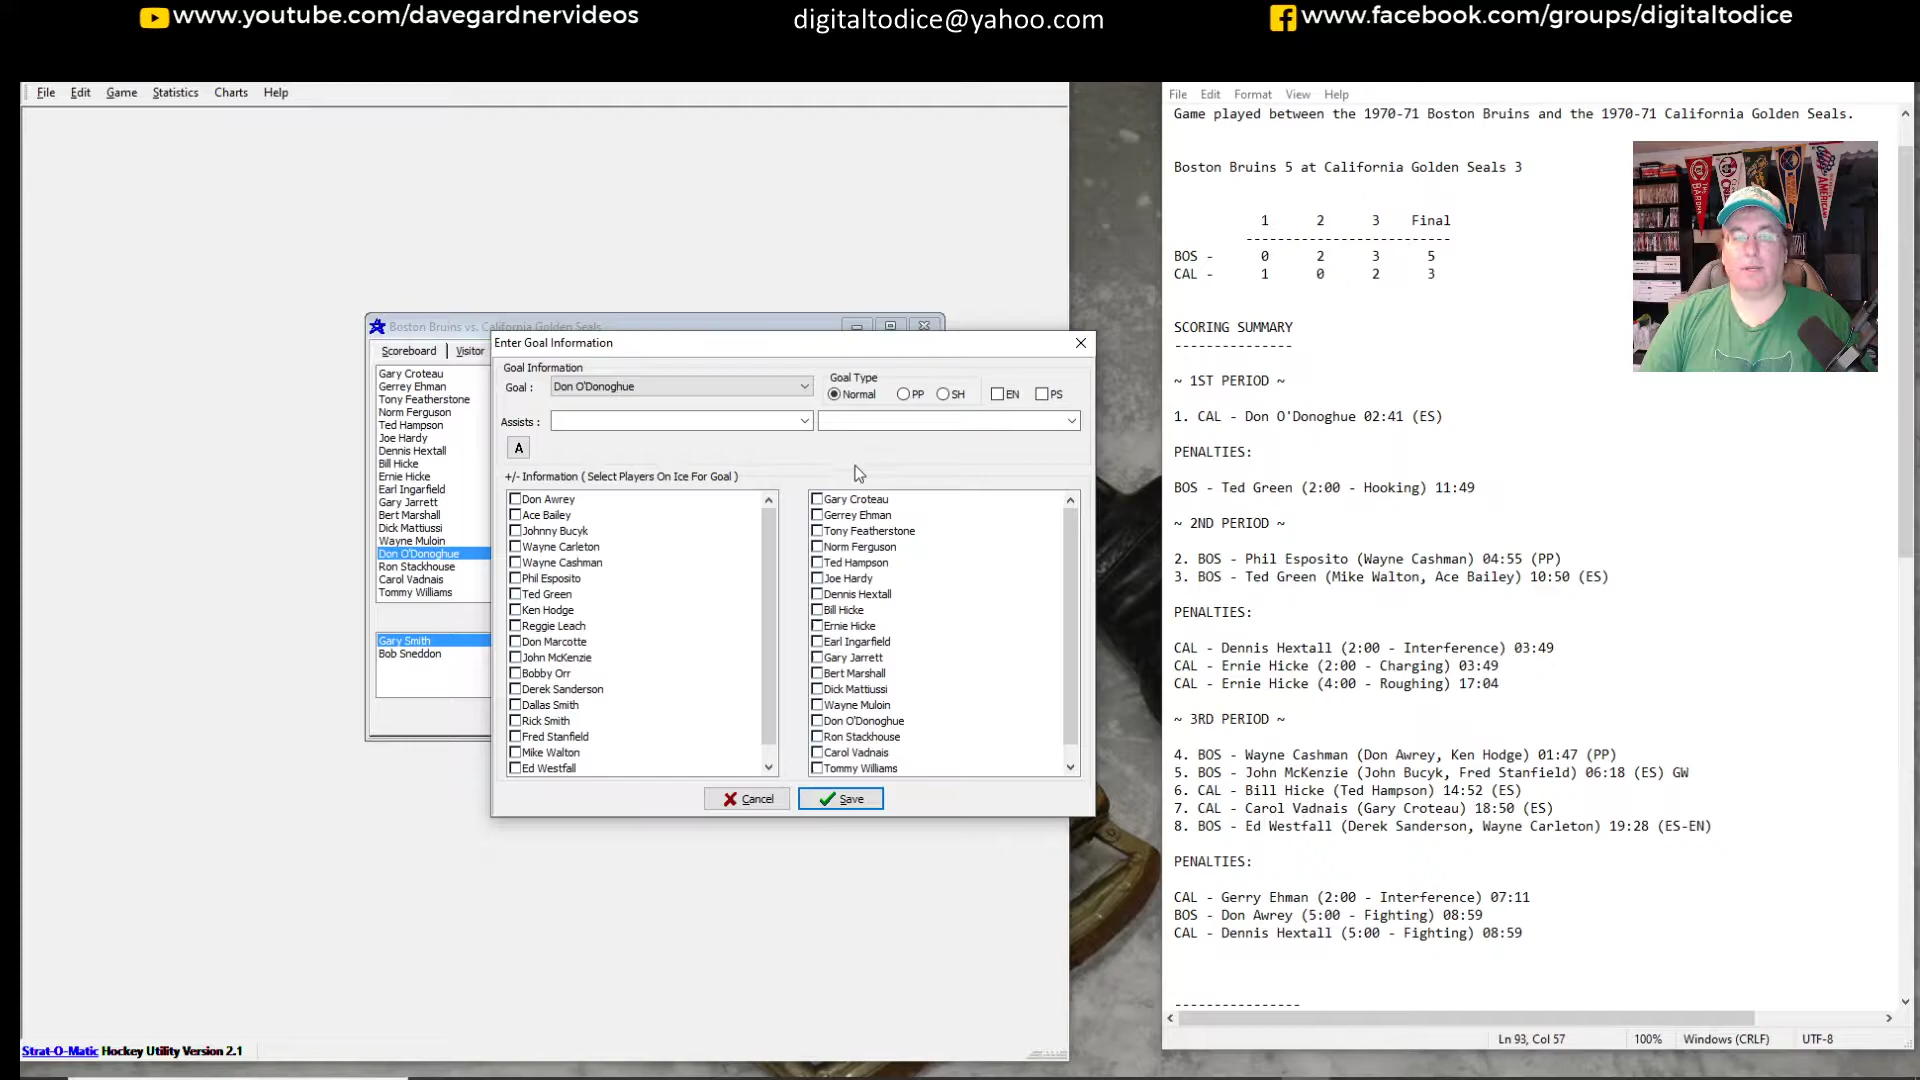 www.youtube.com/davegardnervideos
digitaltodice@yahoo.com
www.facebook.com/groups/digitaltodice
File Edit Game Statistics Charts Help
Boston Bruins vs. California Golden Seals
Scoreboard Visitor
Gary Croteau
Gerrey Ehman
Tony Featherstone
Norm Ferguson
Ted Hampson
Joe Hardy
Dennis Hextall
Bill Hicke
Ernie Hicke
Earl Ingarfield
Gary Jarrett
Bert Marshall
Dick Mattiussi
Wayne Muloin
Don O'Donoghue
Ron Stackhouse
Carol Vadnais
Tommy Williams
Gary Smith
Bob Sneddon
Enter Goal Information
Goal Information
Goal : Don O'Donoghue
Goal Type
Normal PP SH EN PS
Assists :
A
+/- Information ( Select Players On Ice For Goal )
Don Awrey
Ace Bailey
Johnny Bucyk
Wayne Carleton
Wayne Cashman
Phil Esposito
Ted Green
Ken Hodge
Reggie Leach
Don Marcotte
John McKenzie
Bobby Orr
Derek Sanderson
Dallas Smith
Rick Smith
Fred Stanfield
Mike Walton
Ed Westfall
Gary Croteau
Gerrey Ehman
Tony Featherstone
Norm Ferguson
Ted Hampson
Joe Hardy
Dennis Hextall
Bill Hicke
Ernie Hicke
Earl Ingarfield
Gary Jarrett
Bert Marshall
Dick Mattiussi
Wayne Muloin
Don O'Donoghue
Ron Stackhouse
Carol Vadnais
Tommy Williams
Cancel Save
Strat-O-Matic Hockey Utility Version 2.1
File Edit Format View Help
Game played between the 1970-71 Boston Bruins and the 1970-71 California Golden Seals.
Boston Bruins 5 at California Golden Seals 3
1 2 3 Final
--------------------------
BOS - 0 2 3 5
CAL - 1 0 2 3
SCORING SUMMARY
---------------
~ 1ST PERIOD ~
1. CAL - Don O'Donoghue 02:41 (ES)
PENALTIES:
BOS - Ted Green (2:00 - Hooking) 11:49
~ 2ND PERIOD ~
2. BOS - Phil Esposito (Wayne Cashman) 04:55 (PP)
3. BOS - Ted Green (Mike Walton, Ace Bailey) 10:50 (ES)
PENALTIES:
CAL - Dennis Hextall (2:00 - Interference) 03:49
CAL - Ernie Hicke (2:00 - Charging) 03:49
CAL - Ernie Hicke (4:00 - Roughing) 17:04
~ 3RD PERIOD ~
4. BOS - Wayne Cashman (Don Awrey, Ken Hodge) 01:47 (PP)
5. BOS - John McKenzie (John Bucyk, Fred Stanfield) 06:18 (ES) GW
6. CAL - Bill Hicke (Ted Hampson) 14:52 (ES)
7. CAL - Carol Vadnais (Gary Croteau) 18:50 (ES)
8. BOS - Ed Westfall (Derek Sanderson, Wayne Carleton) 19:28 (ES-EN)
PENALTIES:
CAL - Gerry Ehman (2:00 - Interference) 07:11
BOS - Don Awrey (5:00 - Fighting) 08:59
CAL - Dennis Hextall (5:00 - Fighting) 08:59
----------------
Ln 93, Col 57 100% Windows (CRLF) UTF-8